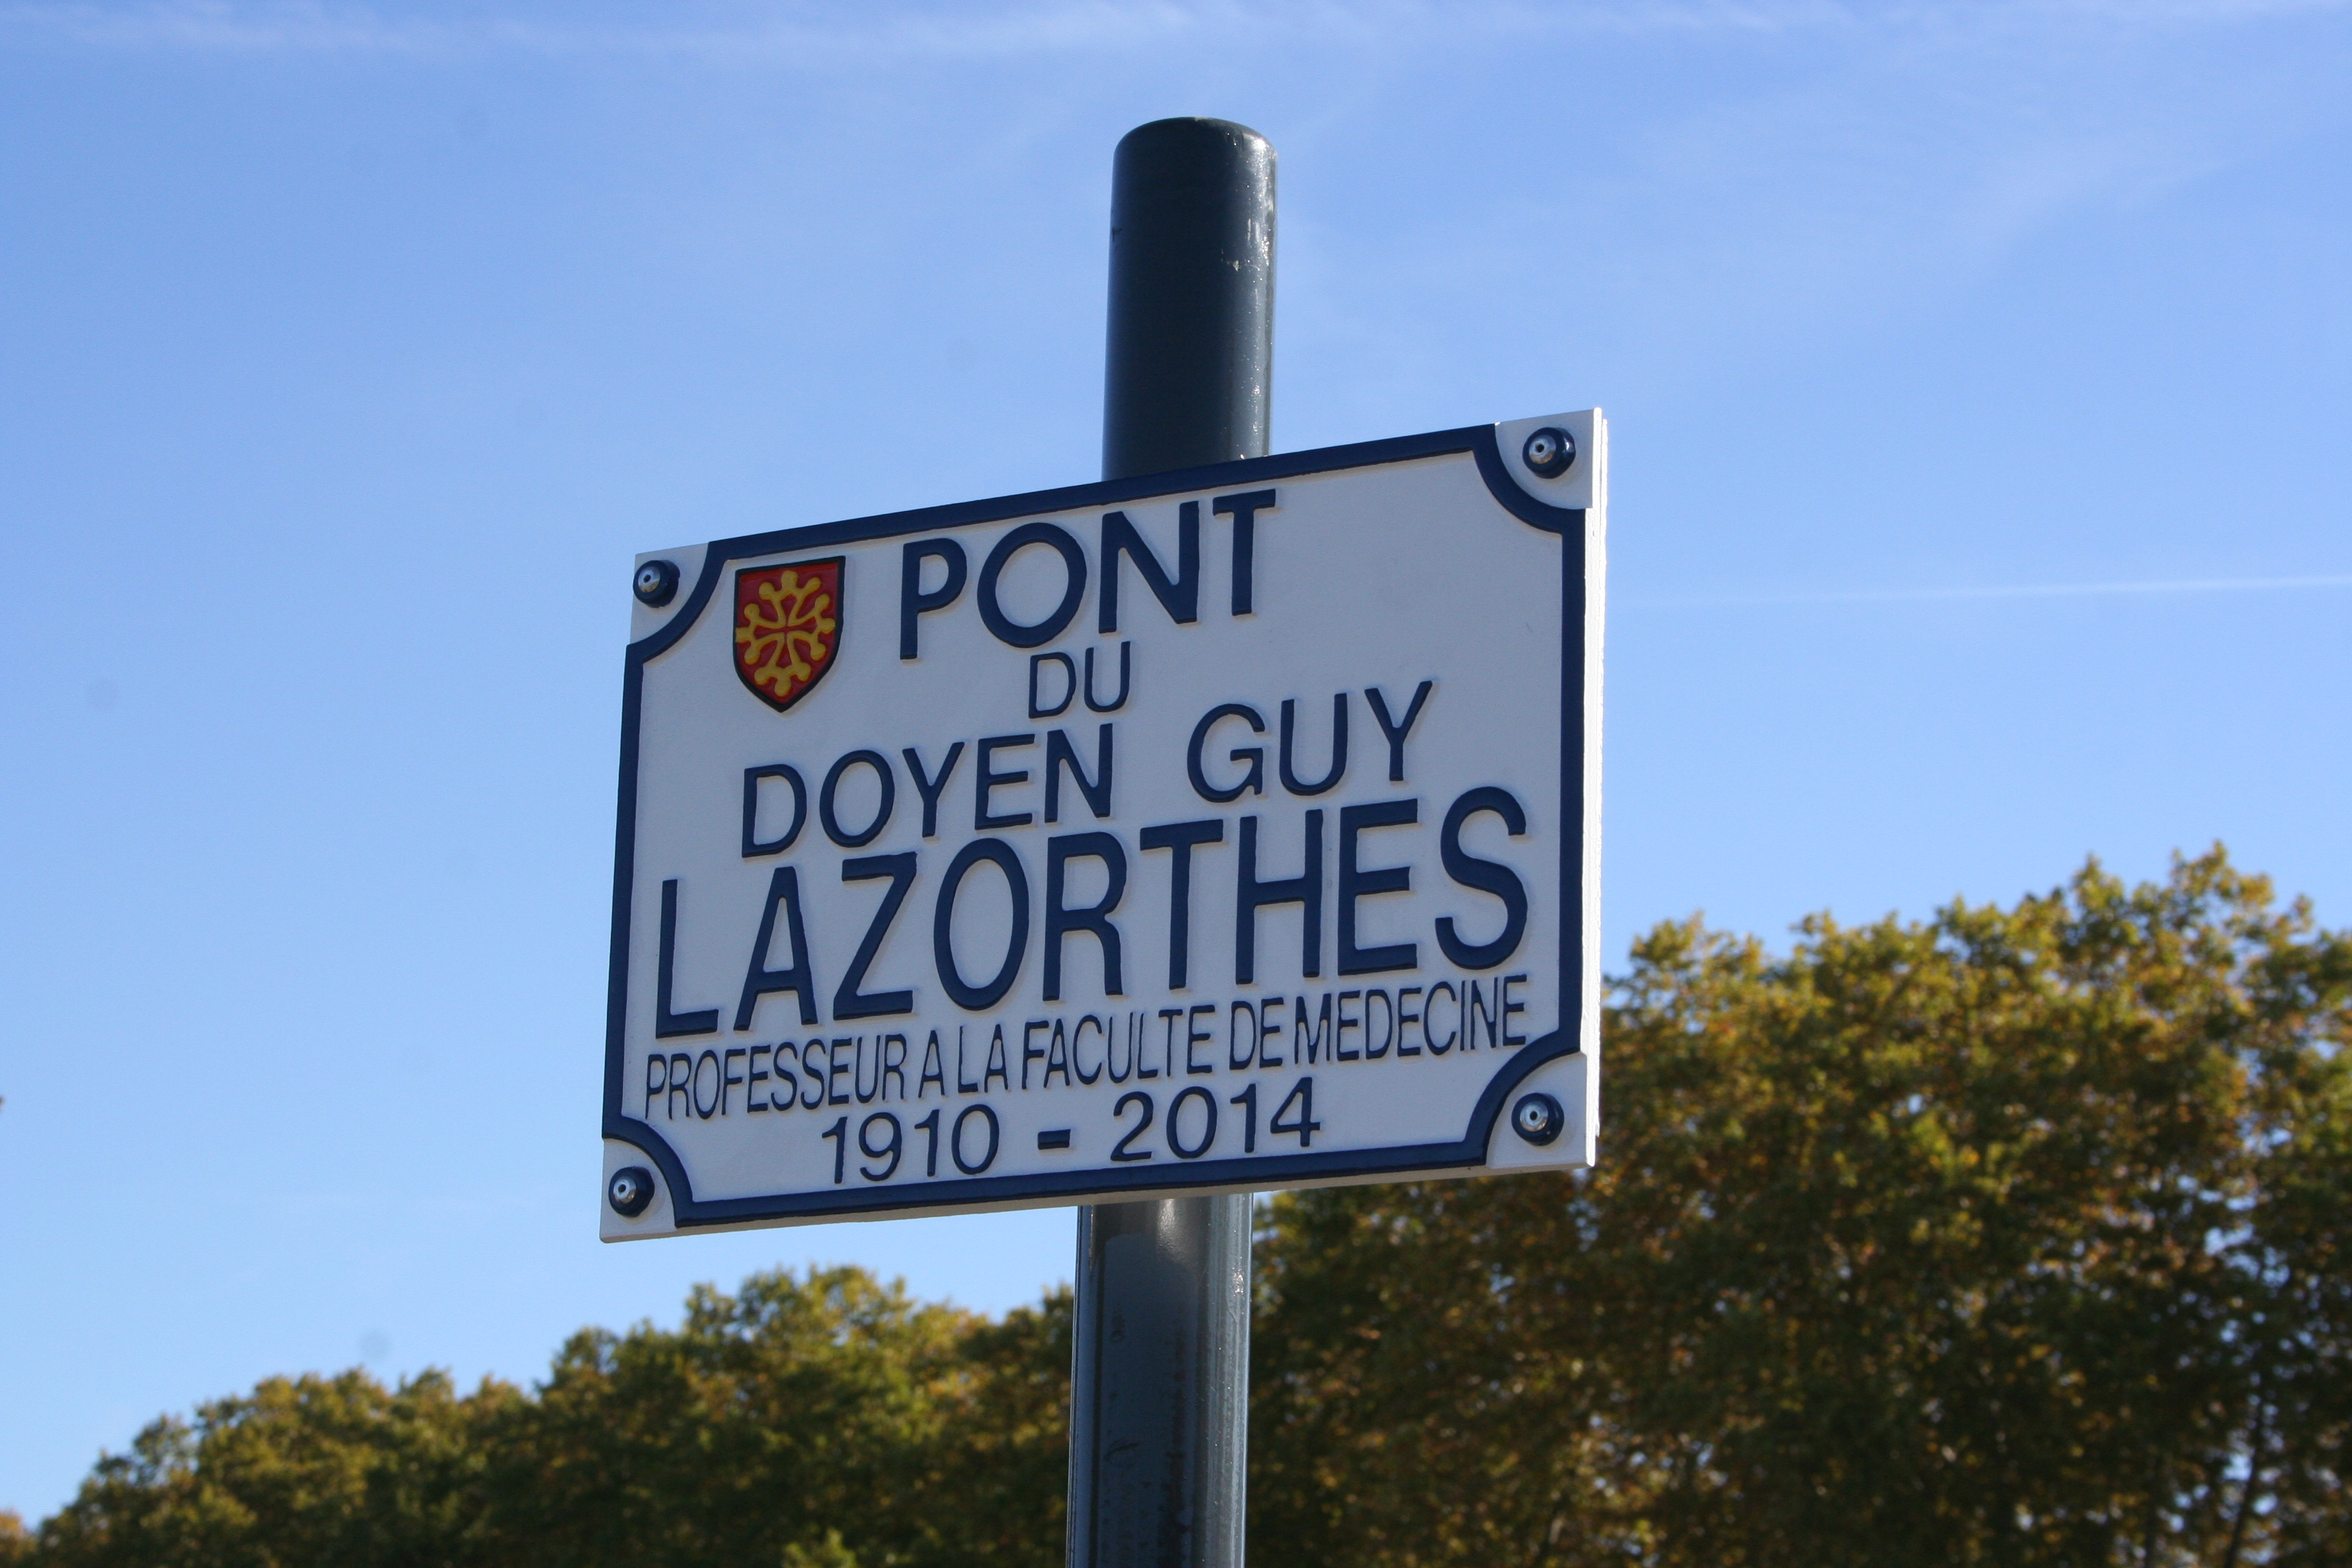 PONT
DU
DOYEN GUY
LAZORTHES
PROFESSEUR A LA FACULTE DE MEDECINE
1910 - 2014